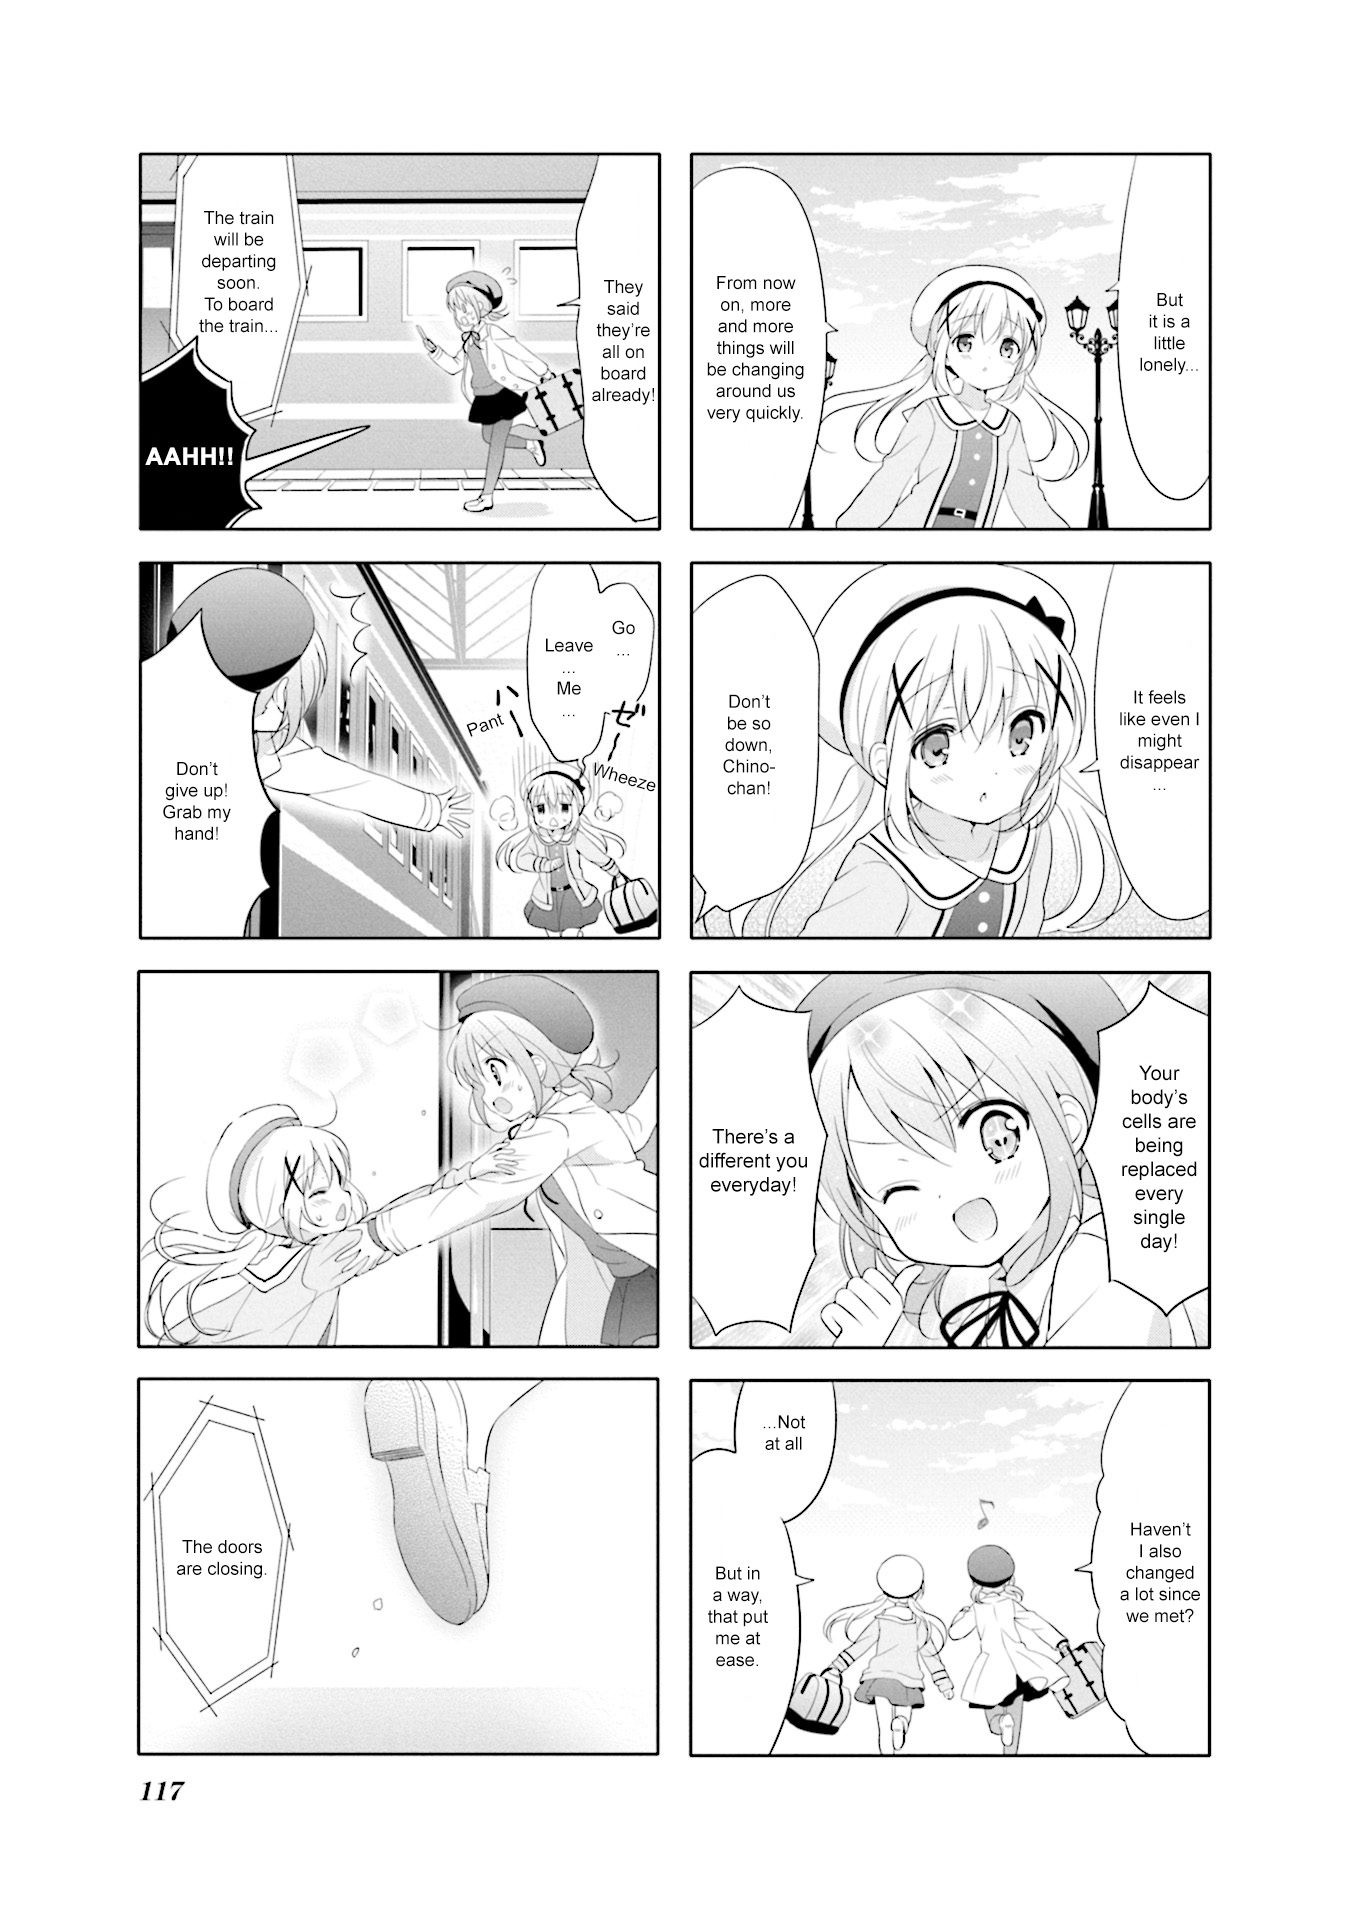 But
it is a
little
lonely...
From now
on, more
and more
things will
be changing
around us
very quickly.
It feels
like even I
might
disappear
...
Don't
be so
down,
Chino-
chan!
Your
body's
cells are
being
replaced
every
single
day!
There's a
different you
everyday!
Haven't
I also
changed
a lot since
we met?
...Not
at all
But in
a way,
that put
me at
ease.
They
said
they're
all on
board
already!
The train
will be
departing
soon.
To board
the train...
AAHH!!
Go
...
Leave
...
Me
...
ゼー
Wheeze
ハー
Pant
Don't
give up!
Grab my
hand!
The doors
are closing.
117